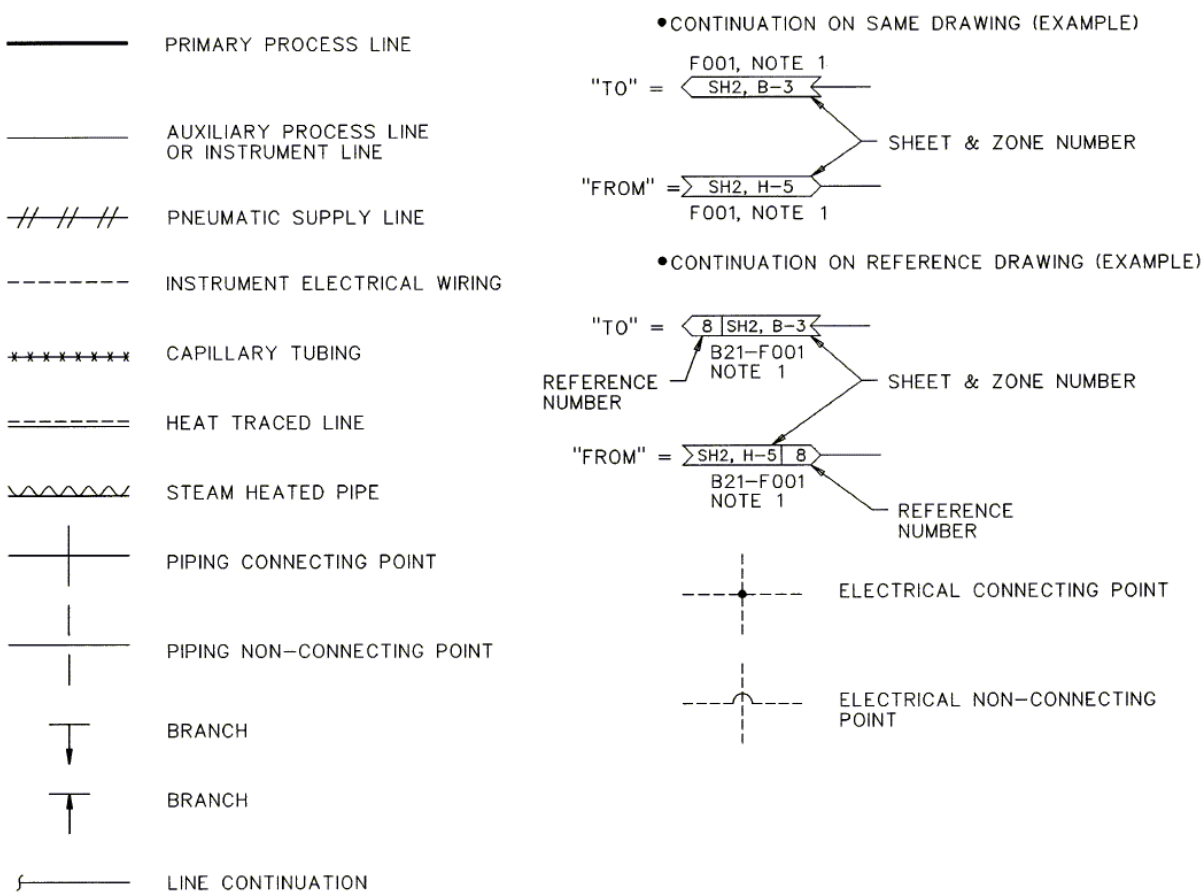 PRIMARY PROCESS LINE
AUXILIARY PROCESS LINE
OR INSTRUMENT LINE
PNEUMATIC SUPPLY LINE
INSTRUMENT ELECTRICAL WIRING
CAPILLARY TUBING
HEAT TRACED LINE
STEAM HEATED PIPE
PIPING CONNECTING POINT
PIPING NON-CONNECTING POINT
BRANCH
BRANCH
LINE CONTINUATION
•CONTINUATION ON SAME DRAWING (EXAMPLE)
F001, NOTE 1
"TO" = SH2, B-3
SHEET & ZONE NUMBER
"FROM" = SH2, H-5
F001, NOTE 1
•CONTINUATION ON REFERENCE DRAWING (EXAMPLE)
"TO" = 8 SH2, B-3
B21-F001
NOTE 1
REFERENCE
NUMBER
SHEET & ZONE NUMBER
"FROM" = SH2, H-5 8
B21-F001
NOTE 1
REFERENCE
NUMBER
ELECTRICAL CONNECTING POINT
ELECTRICAL NON-CONNECTING
POINT